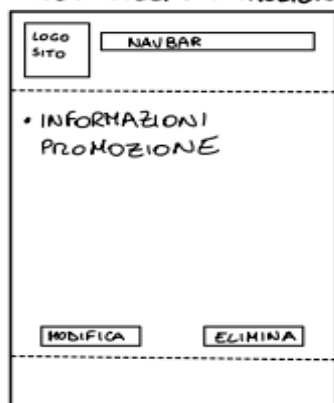 LOGO
SITO
NAVBAR
• INFORMAZIONI
PROMOZIONE
MODIFICA
ELIMINA